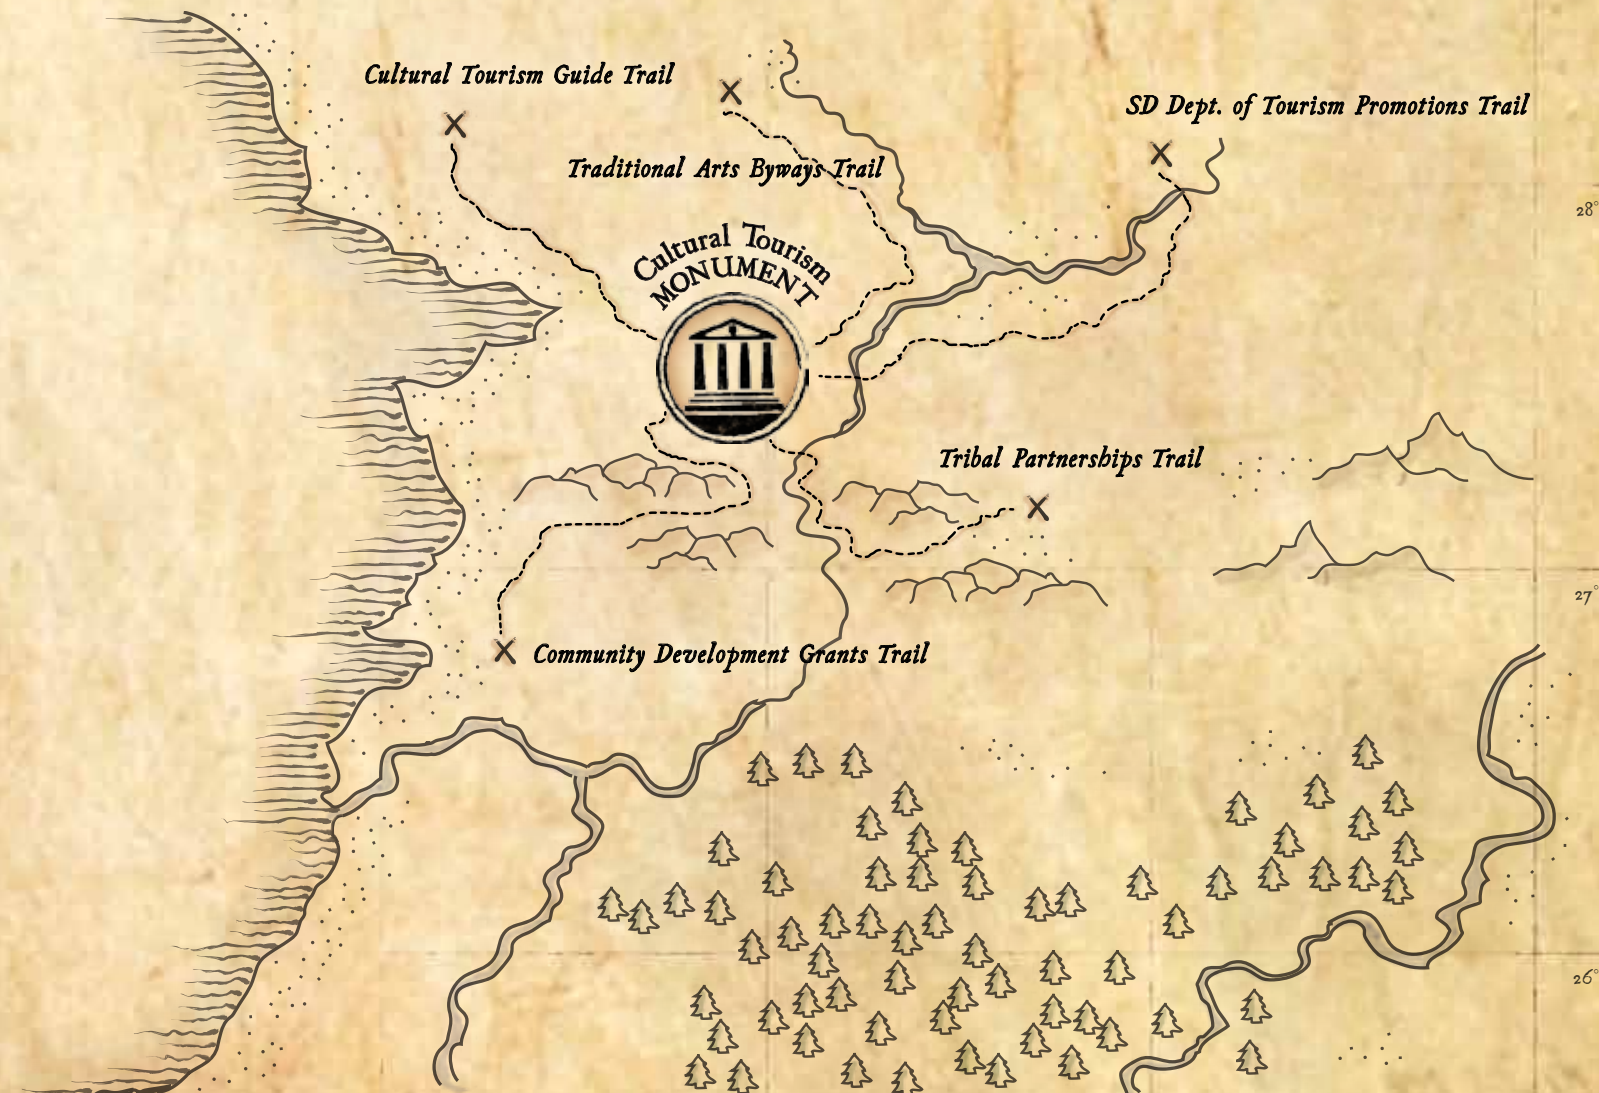 Cultural Tourism Guide Trail
SD Dept. of Tourism Promotions Trail
Traditional Arts Byways Trail
28°
Cultural Tourism
MONUMENT
Tribal Partnerships Trail
27°
Community Development Grants Trail
26°